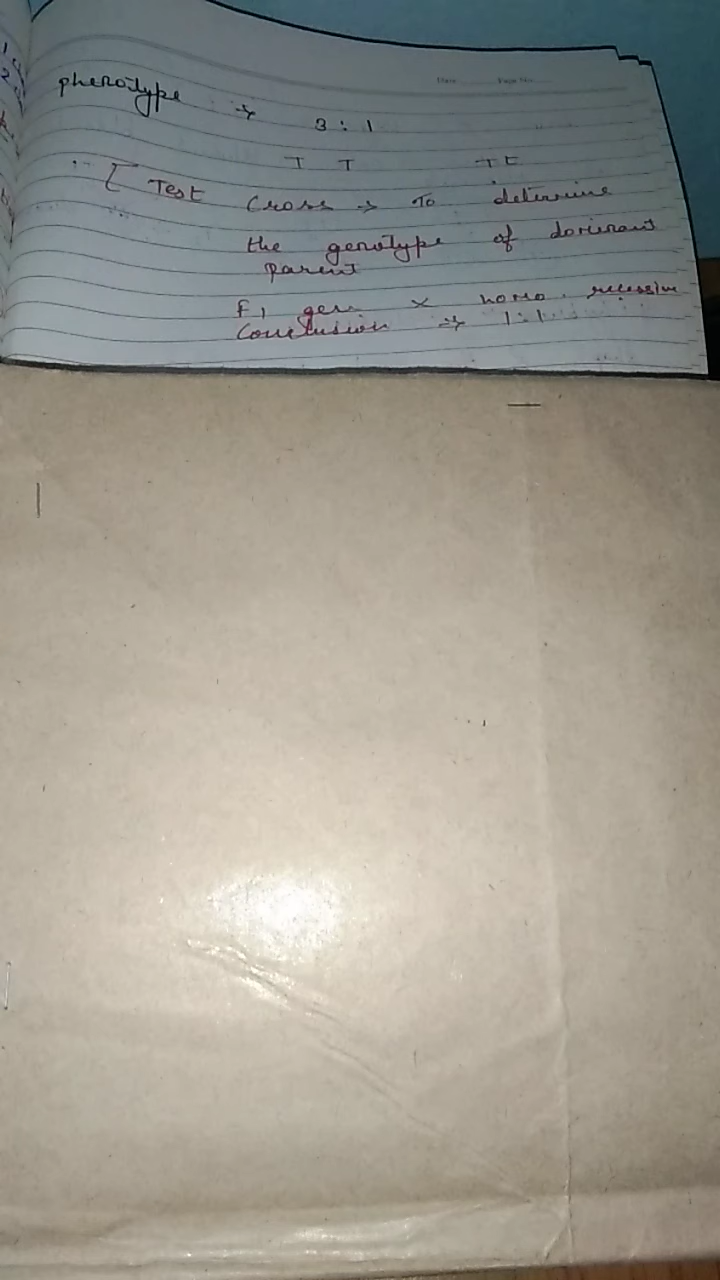 phenotype → 3 : 1
T T Tt
[ Test Cross → To determine
the genotype of dominant
parent
F1 gen × homo. recessive
Conclusion → 1:1